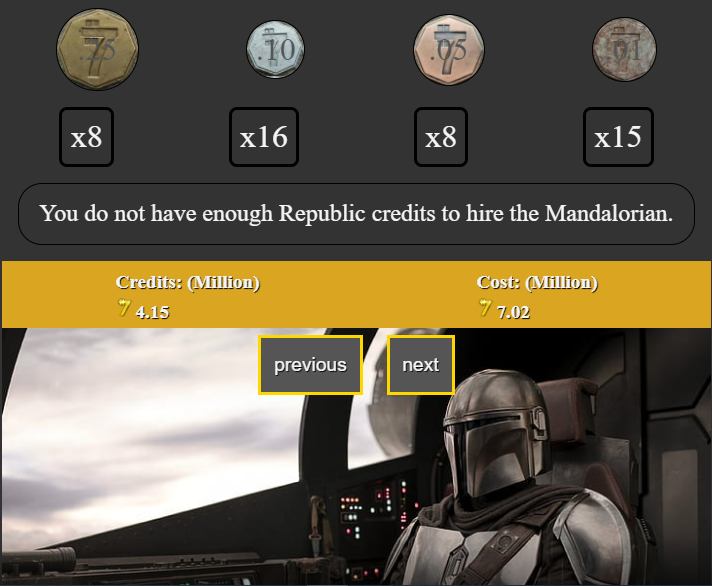 .25
.10
.05
.01
x8
x16
x8
x15
You do not have enough Republic credits to hire the Mandalorian.
Credits: (Million)
4.15
Cost: (Million)
7.02
previous
next